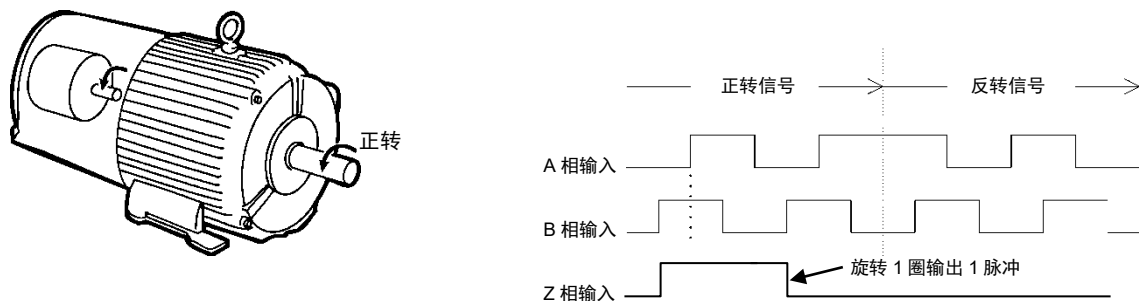 正转
正转信号
反转信号
A 相输入
B 相输入
旋转 1 圈输出 1 脉冲
Z 相输入